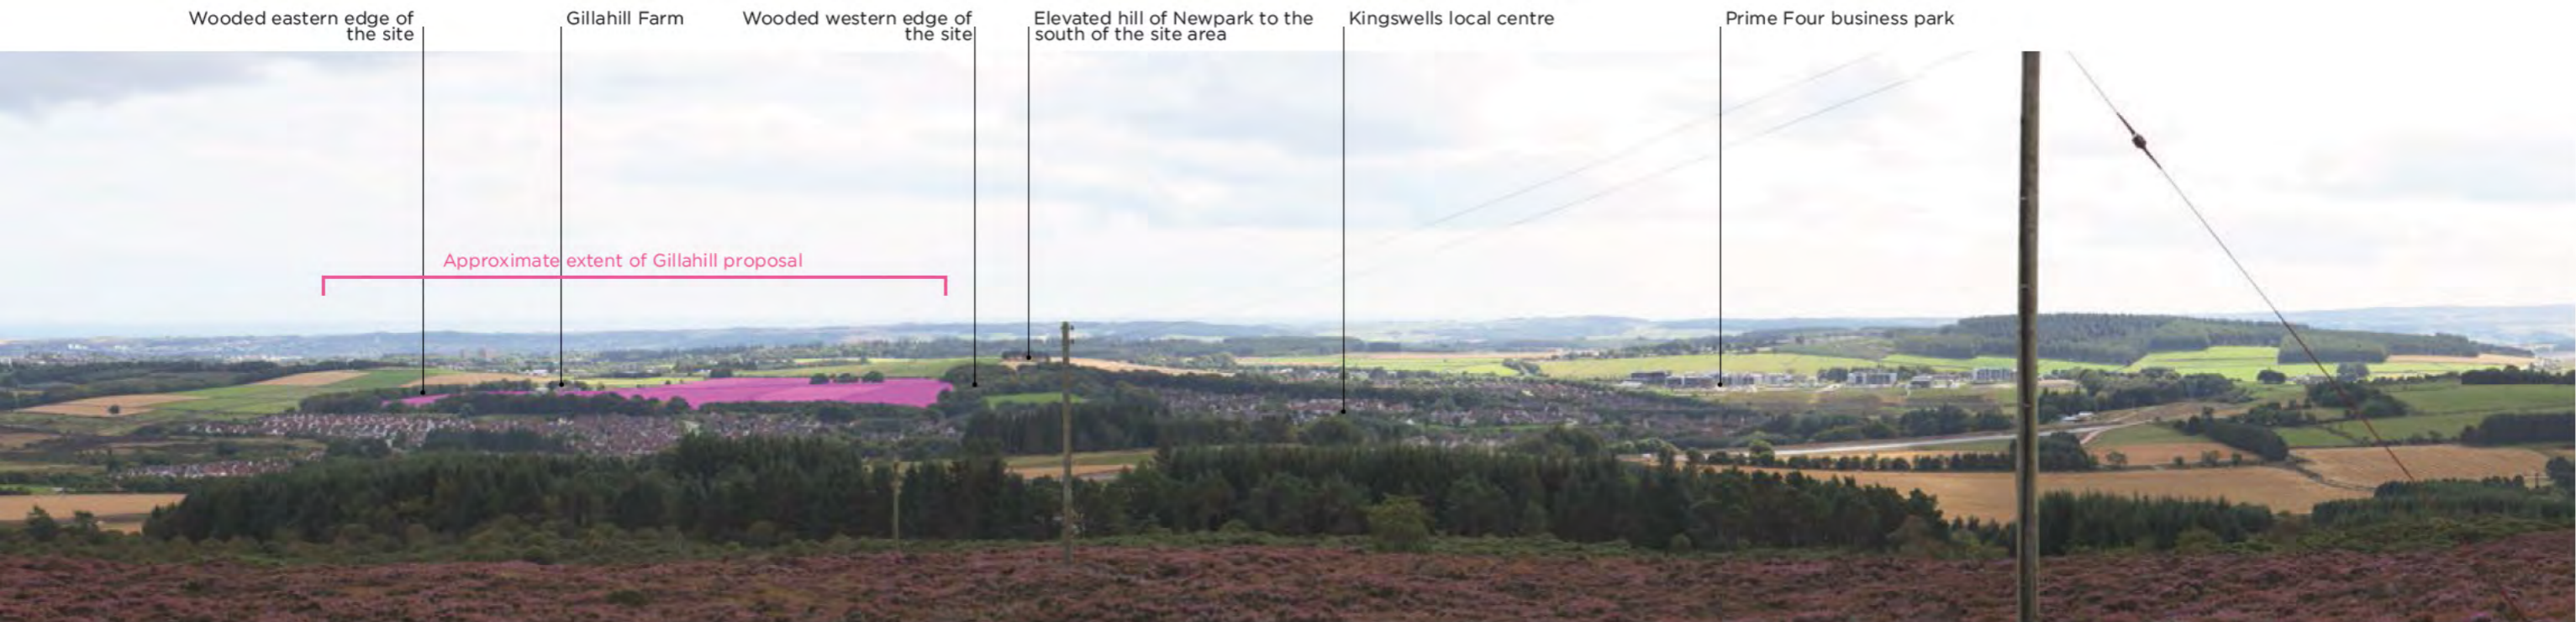 Wooded eastern edge of
the site
Gillahill Farm
Wooded western edge of
the site
Elevated hill of Newpark to the
south of the site area
Kingswells local centre
Prime Four business park
Approximate extent of Gillahill proposal